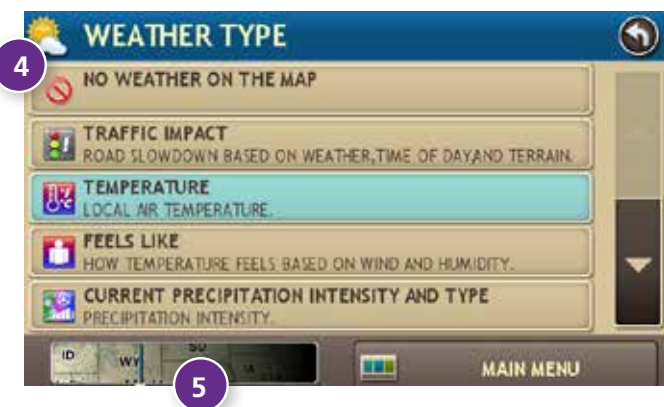 WEATHER TYPE
4
NO WEATHER ON THE MAP
TRAFFIC IMPACT
ROAD SLOWDOWN BASED ON WEATHER,TIME OF DAY,AND TERRAIN.
TEMPERATURE
LOCAL AIR TEMPERATURE.
FEELS LIKE
HOW TEMPERATURE FEELS BASED ON WIND AND HUMIDITY.
CURRENT PRECIPITATION INTENSITY AND TYPE
PRECIPITATION INTENSITY.
ID
WY
SD
IA
5
MAIN MENU